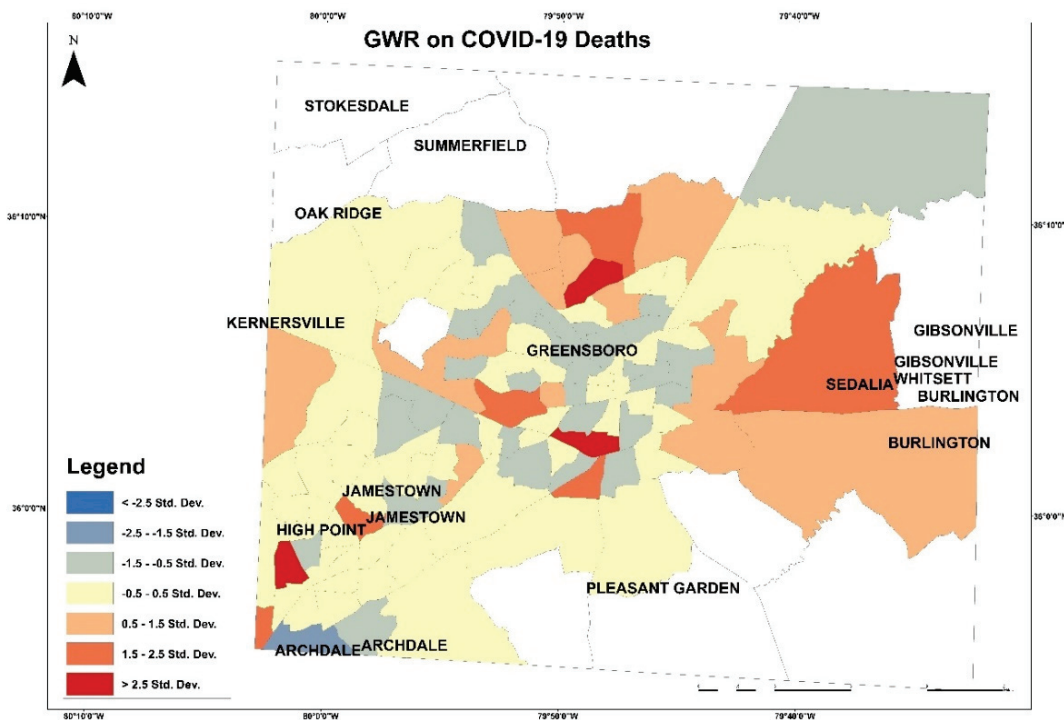 80°10'0"W 80°0'0"W 79°50'0"W 79°40'0"W
GWR on COVID-19 Deaths
N
STOKESDALE
SUMMERFIELD
36°10'0"N OAK RIDGE 36°10'0"N
KERNERSVILLE
GREENSBORO
GIBSONVILLE
GIBSONVILLE
WHITSETT
SEDALIA
BURLINGTON
BURLINGTON
JAMESTOWN
JAMESTOWN
36°0'0"N 36°0'0"N
HIGH POINT
PLEASANT GARDEN
ARCHDALE ARCHDALE
Legend
< -2.5 Std. Dev.
-2.5 - -1.5 Std. Dev.
-1.5 - -0.5 Std. Dev.
-0.5 - 0.5 Std. Dev.
0.5 - 1.5 Std. Dev.
1.5 - 2.5 Std. Dev.
> 2.5 Std. Dev.
80°10'0"W 80°0'0"W 79°50'0"W 79°40'0"W